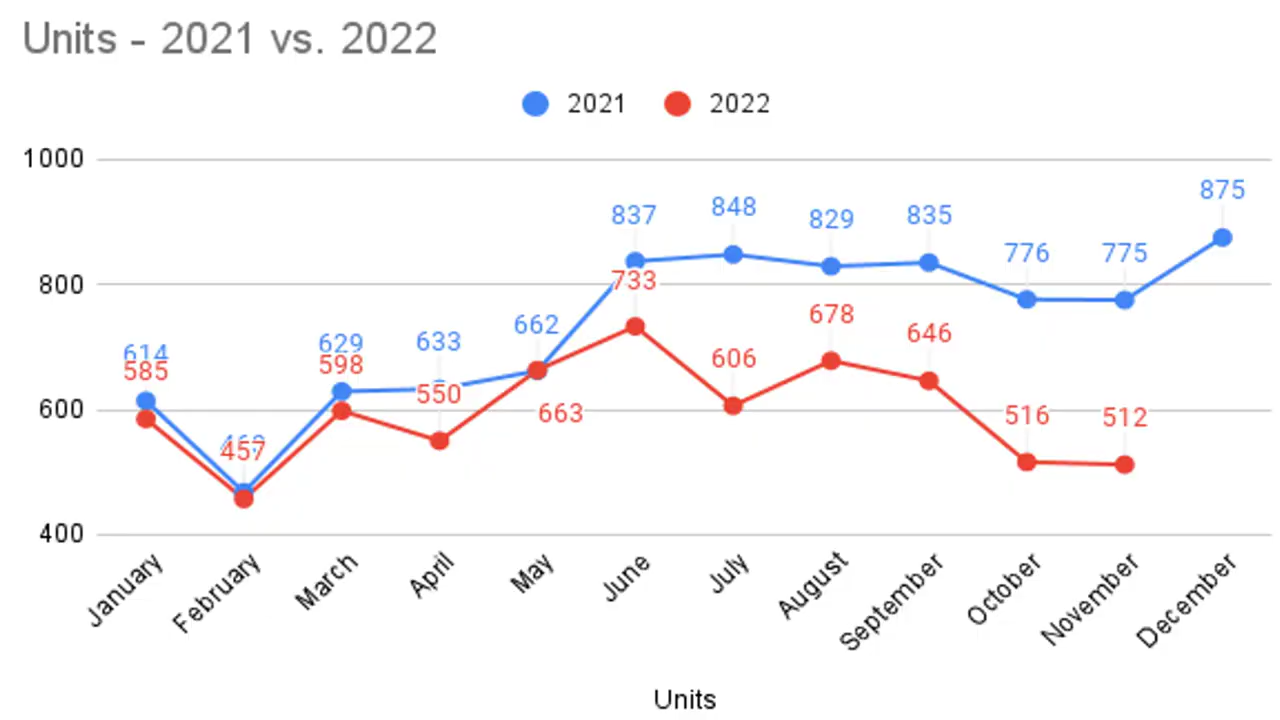 Units - 2021 vs. 2022
2021 2022
1000
800
600
400
614 629 633 662 837 848 829 835 776 775 875
585 457 598 550 663 733 606 678 646 516 512
January February March April May June July August September October November December
Units